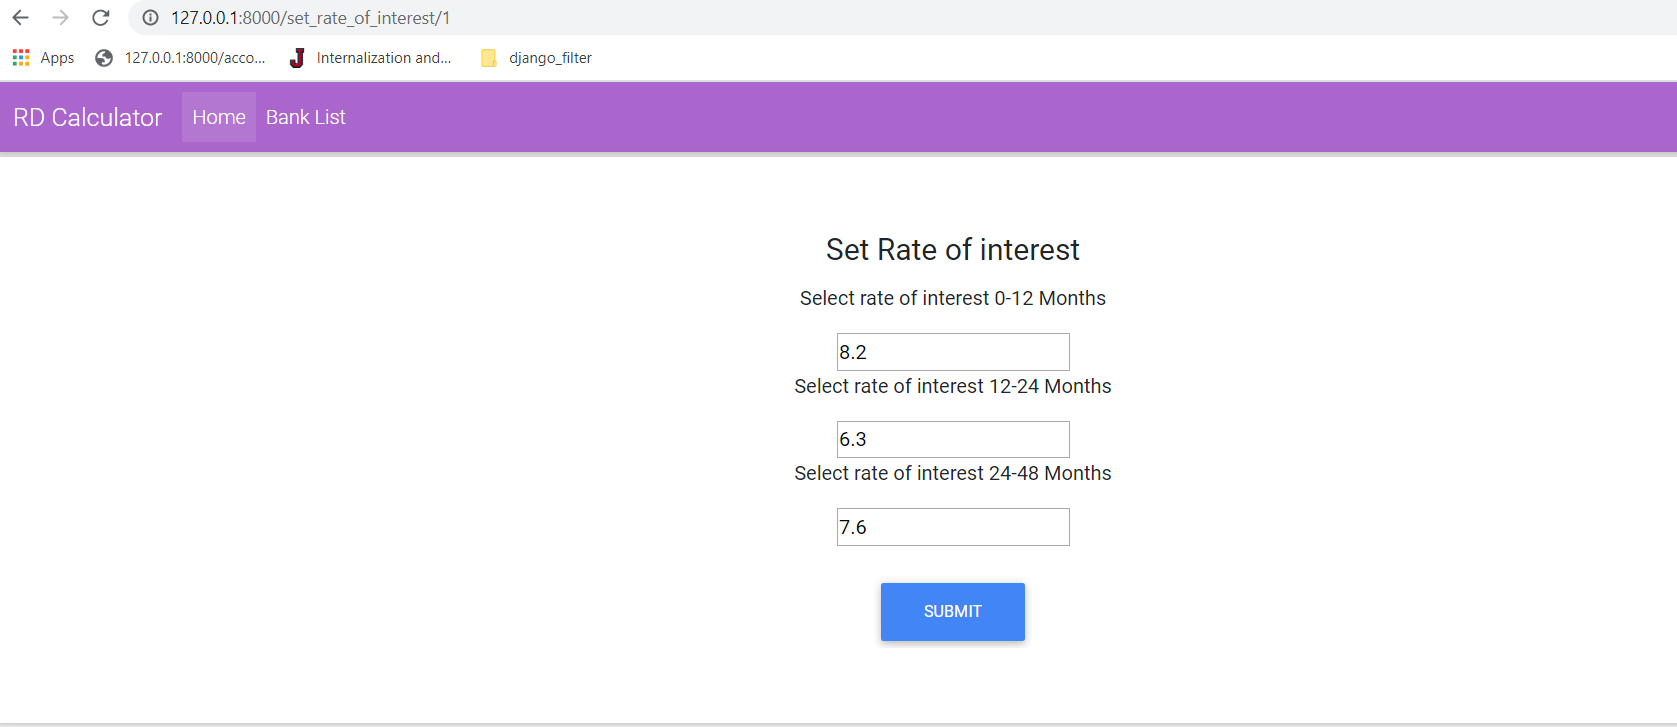 127.0.0.1:8000/set_rate_of_interest/1
Apps 127.0.0.1:8000/acco... Internalization and... django_filter
RD Calculator Home Bank List
Set Rate of interest
Select rate of interest 0-12 Months
8.2
Select rate of interest 12-24 Months
6.3
Select rate of interest 24-48 Months
7.6
SUBMIT